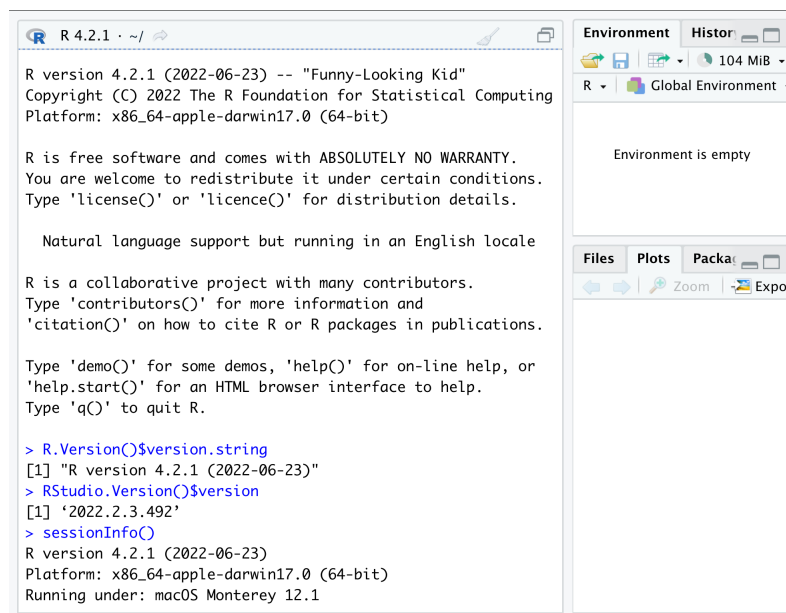 R 4.2.1 · ~/
R version 4.2.1 (2022-06-23) -- "Funny-Looking Kid"
Copyright (C) 2022 The R Foundation for Statistical Computing
Platform: x86_64-apple-darwin17.0 (64-bit)
R is free software and comes with ABSOLUTELY NO WARRANTY.
You are welcome to redistribute it under certain conditions.
Type 'license()' or 'licence()' for distribution details.
Natural language support but running in an English locale
R is a collaborative project with many contributors.
Type 'contributors()' for more information and
'citation()' on how to cite R or R packages in publications.
Type 'demo()' for some demos, 'help()' for on-line help, or
'help.start()' for an HTML browser interface to help.
Type 'q()' to quit R.
> R.Version()$version.string
[1] "R version 4.2.1 (2022-06-23)"
> RStudio.Version()$version
[1] ‘2022.2.3.492’
> sessionInfo()
R version 4.2.1 (2022-06-23)
Platform: x86_64-apple-darwin17.0 (64-bit)
Running under: macOS Monterey 12.1
Environment Histor
104 MiB
R Global Environment
Environment is empty
Files Plots Packa
Zoom Expo